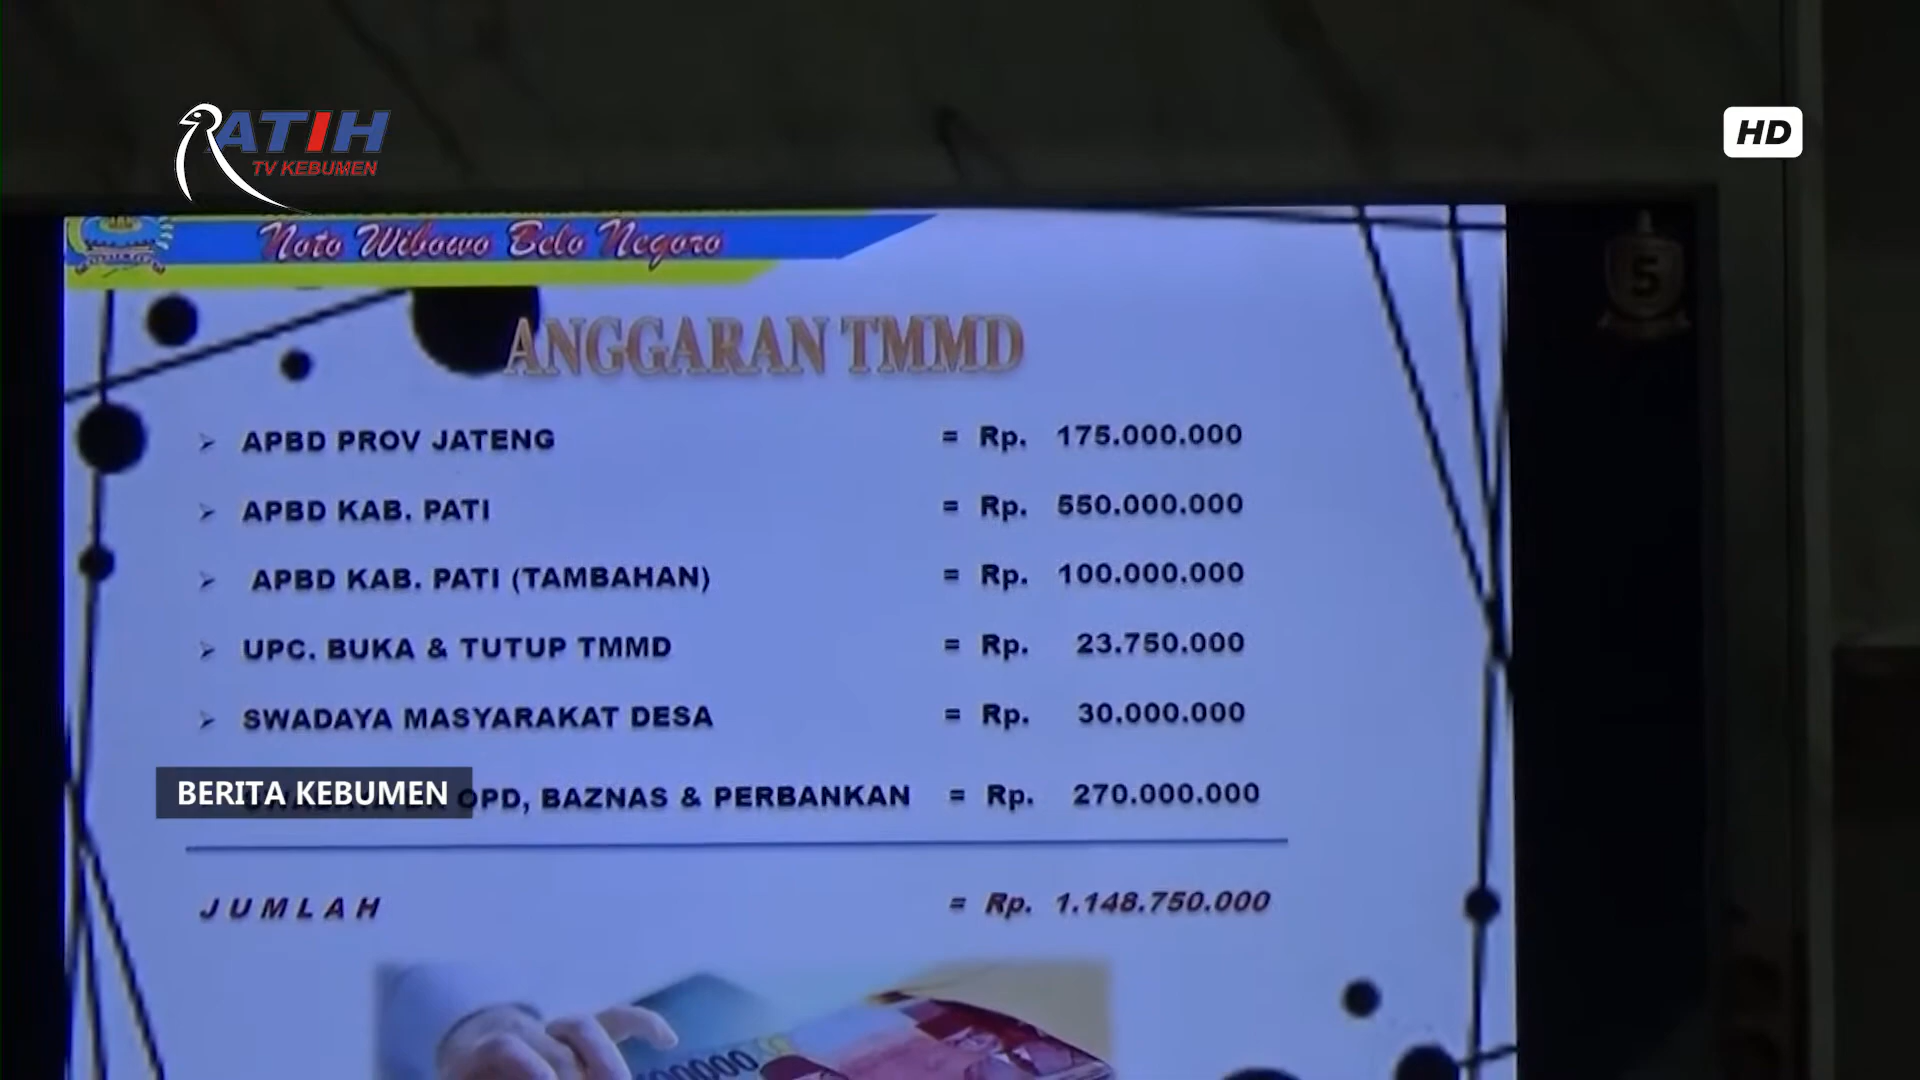 RATIH
TV KEBUMEN
HD
Noto Wibowo Belo Negoro
5
ANGGARAN TMMD
➢ APBD PROV JATENG = Rp. 175.000.000
➢ APBD KAB. PATI = Rp. 550.000.000
➢ APBD KAB. PATI (TAMBAHAN) = Rp. 100.000.000
➢ UPC. BUKA & TUTUP TMMD = Rp. 23.750.000
➢ SWADAYA MASYARAKAT DESA = Rp. 30.000.000
BERITA KEBUMEN
OPD, BAZNAS & PERBANKAN = Rp. 270.000.000
JUMLAH = Rp. 1.148.750.000